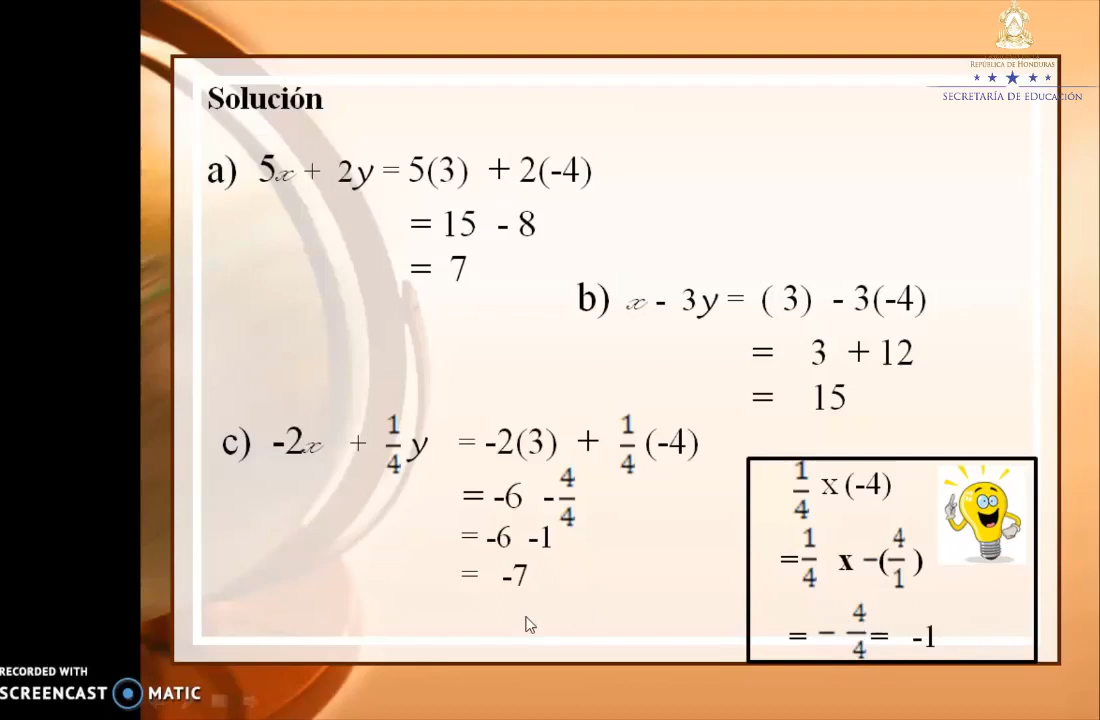 REPÚBLICA DE HONDURAS
SECRETARÍA DE EDUCACIÓN
Solución
a) 5x + 2y = 5(3) + 2(-4)
= 15 - 8
= 7
b) x - 3y = ( 3) - 3(-4)
= 3 + 12
= 15
c) -2x + 1/4 y = -2(3) + 1/4 (-4)
= -6 - 4/4
= -6 -1
= -7
1/4 x (-4)
= 1/4 x -(4/1)
= - 4/4 = -1
RECORDED WITH
SCREENCAST MATIC